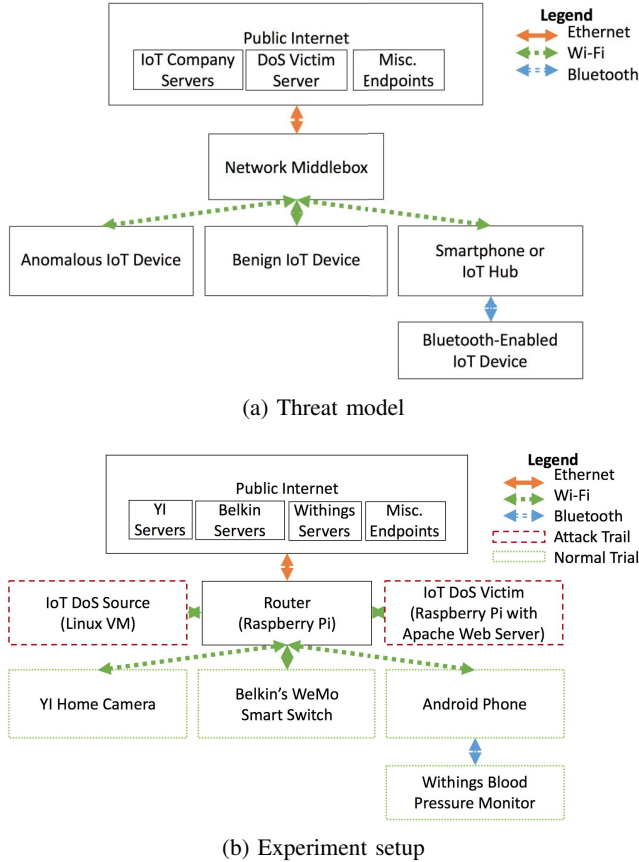 Legend
Ethernet
Wi-Fi
Bluetooth
Public Internet
IoT Company
Servers
DoS Victim
Server
Misc.
Endpoints
Network Middlebox
Anomalous IoT Device
Benign IoT Device
Smartphone or
IoT Hub
Bluetooth-Enabled
IoT Device
(a) Threat model
Legend
Ethernet
Wi-Fi
Bluetooth
Attack Trail
Normal Trial
Public Internet
YI
Servers
Belkin
Servers
Withings
Servers
Misc.
Endpoints
IoT DoS Source
(Linux VM)
Router
(Raspberry Pi)
IoT DoS Victim
(Raspberry Pi with
Apache Web Server)
YI Home Camera
Belkin’s WeMo
Smart Switch
Android Phone
Withings Blood
Pressure Monitor
(b) Experiment setup